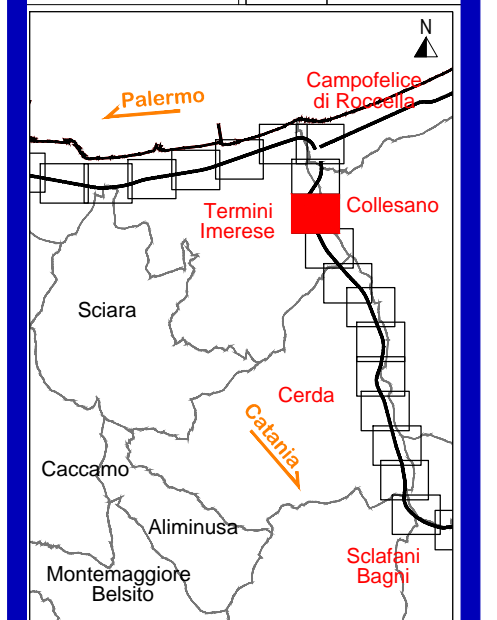 N
Campofelice
di Roccella
Palermo
Termini
Imerese
Collesano
Sciara
Cerda
Catania
Caccamo
Aliminusa
Sclafani
Bagni
Montemaggiore
Belsito